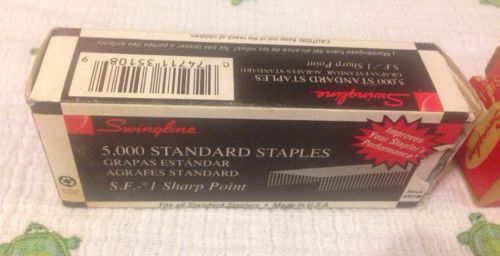 CAUTION: Keep out of the reach of children
¡Manténgase fuera del alcance de los niños! • Ne pas laisser à portée des enfants
0 74711 35108 9
Swingline
5,000 STANDARD STAPLES
GRAPAS ESTÁNDAR
AGRAFES STANDARD
S.F.-1 Sharp Point
Swingline
5,000 STANDARD STAPLES
GRAPAS ESTÁNDAR
AGRAFES STANDARD
S.F.-1 Sharp Point
Improves
Your Stapler's
Performance
Fits all Standard Staplers • Made in U.S.A.